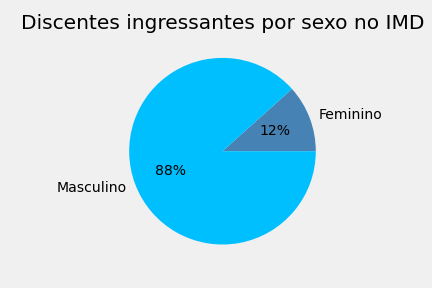 Discentes ingressantes por sexo no IMD
Feminino
12%
88%
Masculino